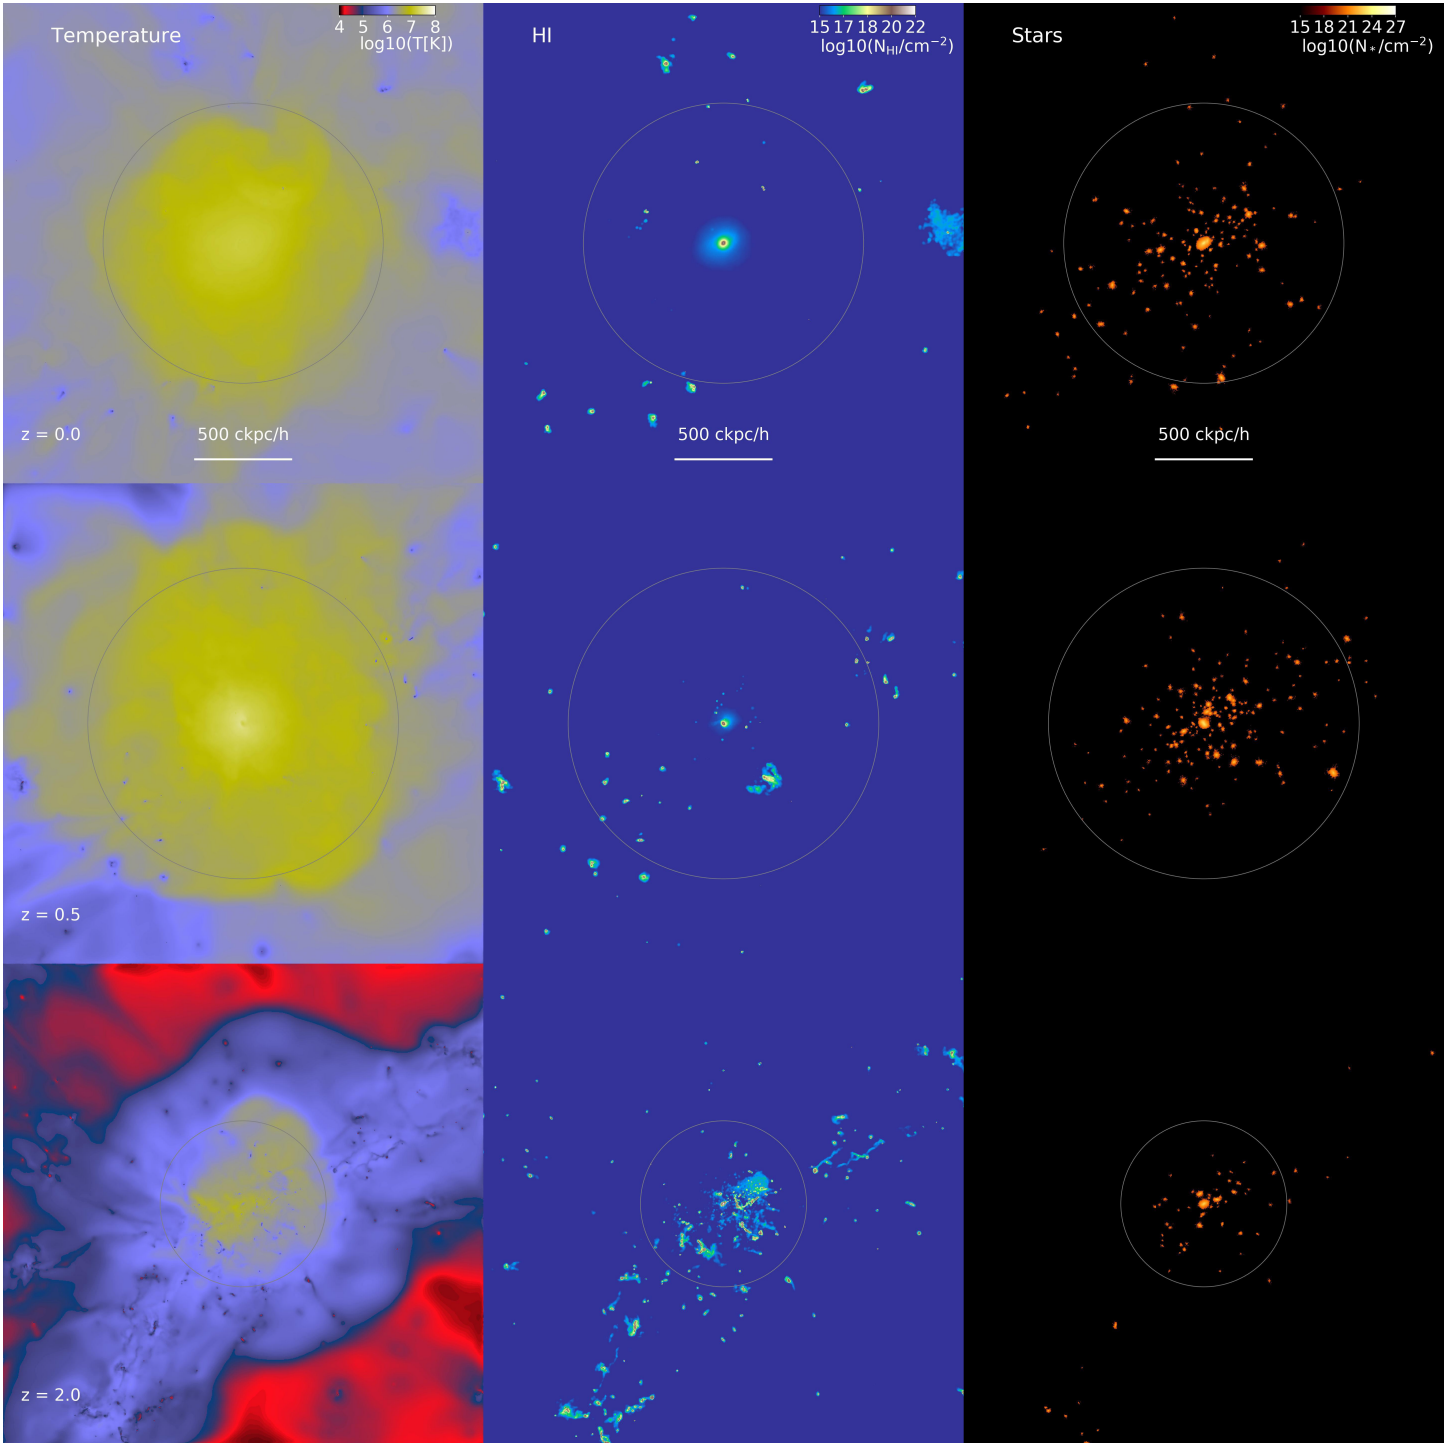 Temperature
4 5 6 7 8
log10(T[K])
HI
15 17 18 20 22
log10(N_HI/cm⁻²)
Stars
15 18 21 24 27
log10(N_*/cm⁻²)
z = 0.0
500 ckpc/h
500 ckpc/h
500 ckpc/h
z = 0.5
z = 2.0